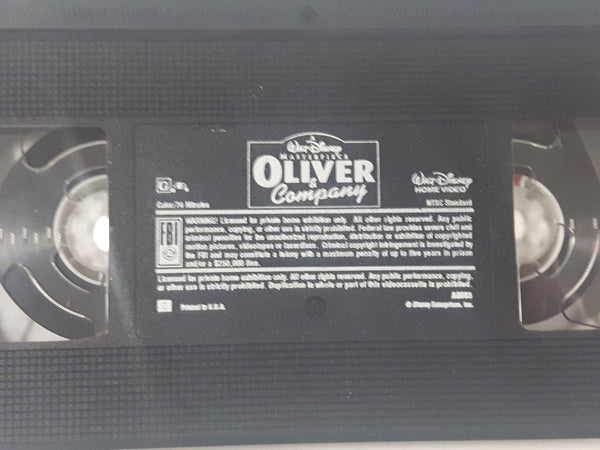 A
Walt Disney
MASTERPIECE
OLIVER
&
Company
G
Color/74 Minutes
Walt Disney
HOME VIDEO
NTSC Standard
FBI
WARNING! Licensed for private home exhibition only. All other rights reserved. Any public
performance, copying, or other use is strictly prohibited. Federal law provides severe civil and
criminal penalties for the unauthorized reproduction, distribution or exhibition of copyrighted
motion pictures, videotapes or laserdiscs. Criminal copyright infringement is investigated by
the FBI and may constitute a felony with a maximum penalty of up to five years in prison
and/or a $250,000 fine.
Licensed for private home exhibition only. All other rights reserved. Any public performance, copying,
or other use is strictly prohibited. Duplication in whole or part of this videocassette is prohibited.
Printed in U.S.A.
© Disney Enterprises, Inc.